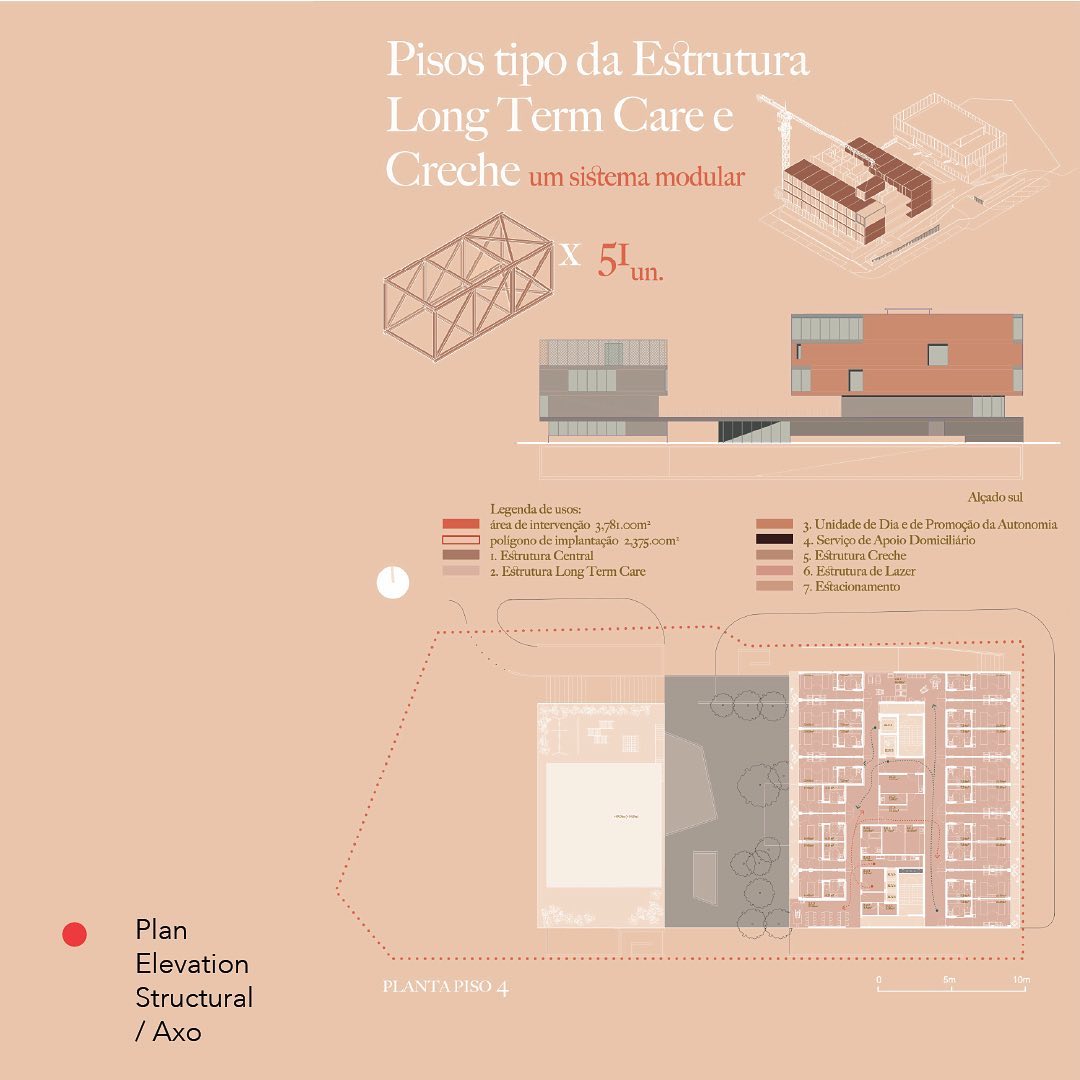 Pisos tipo da Estrutura
Long Term Care e
Creche um sistema modular
X 51 un.
Alçado sul
Legenda de usos:
área de intervenção 3,781.00m²
polígono de implantação 2,375.00m²
1. Estrutura Central
2. Estrutura Long Term Care
3. Unidade de Dia e de Promoção da Autonomia
4. Serviço de Apoio Domiciliário
5. Estrutura Creche
6. Estrutura de Lazer
7. Estacionamento
PLANTA PISO 4
0 5m 10m
Plan
Elevation
Structural
/ Axo